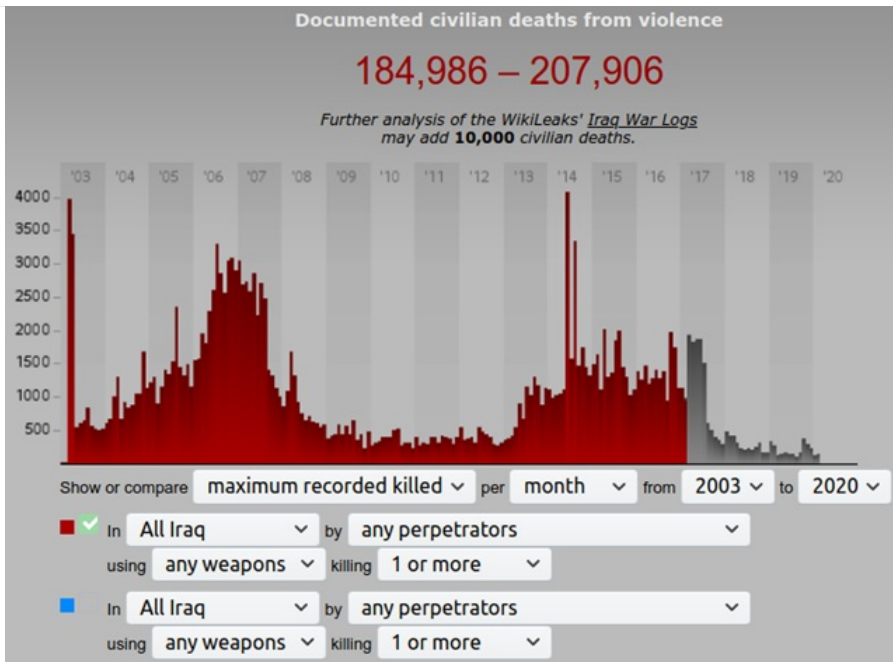 Documented civilian deaths from violence
184,986 – 207,906
Further analysis of the WikiLeaks' Iraq War Logs
may add 10,000 civilian deaths.
'03 '04 '05 '06 '07 '08 '09 '10 '11 '12 '13 '14 '15 '16 '17 '18 '19 '20
4000
3500
3000
2500
2000
1500
1000
500
Show or compare maximum recorded killed per month from 2003 to 2020
In All Iraq by any perpetrators
using any weapons killing 1 or more
In All Iraq by any perpetrators
using any weapons killing 1 or more